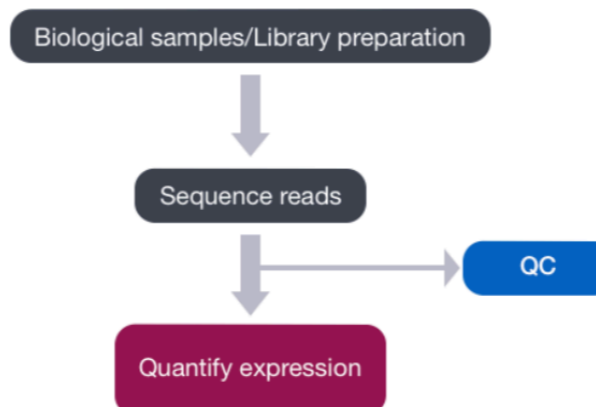 Biological samples/Library preparation
Sequence reads
QC
Quantify expression